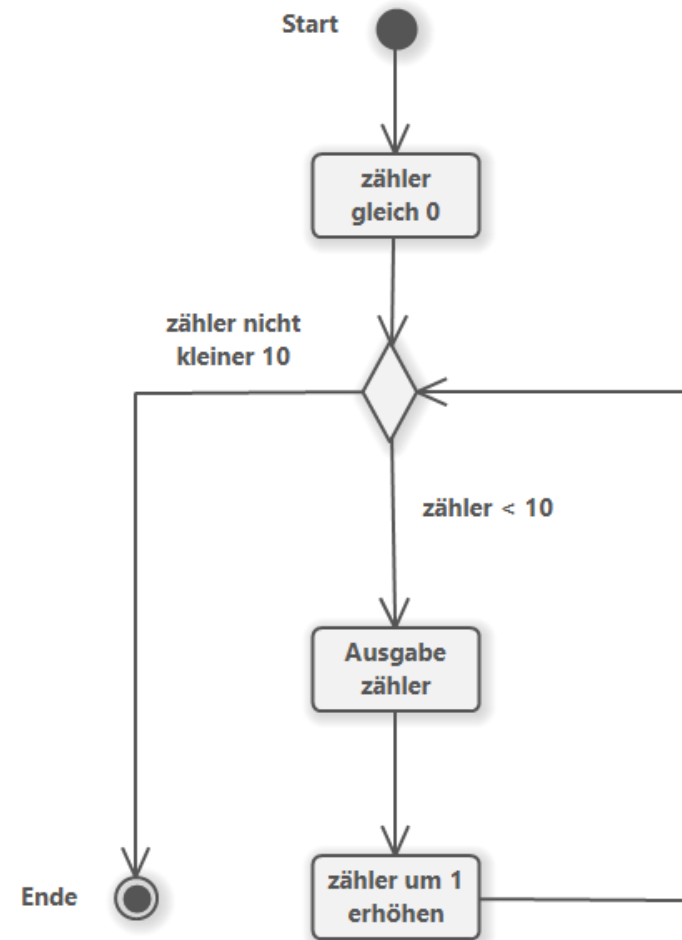 Start
zähler
gleich 0
zähler nicht
kleiner 10
zähler < 10
Ausgabe
zähler
zähler um 1
erhöhen
Ende